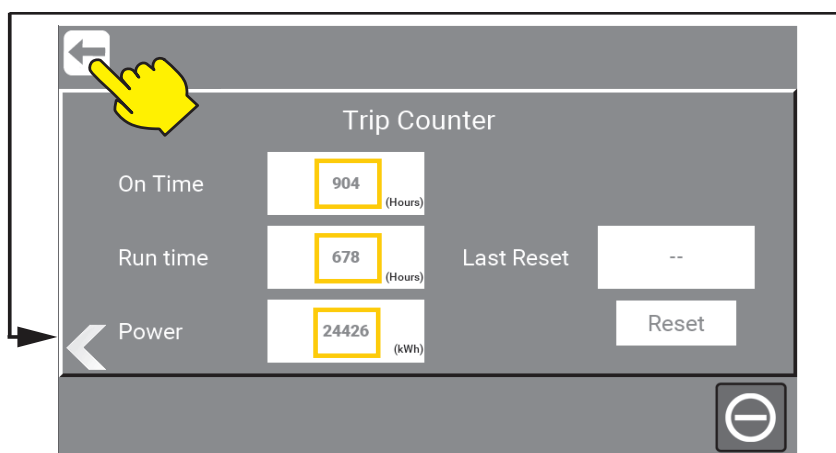 Trip Counter
On Time 904 (Hours)
Run time 678 (Hours) Last Reset --
Power 24426 (kWh) Reset